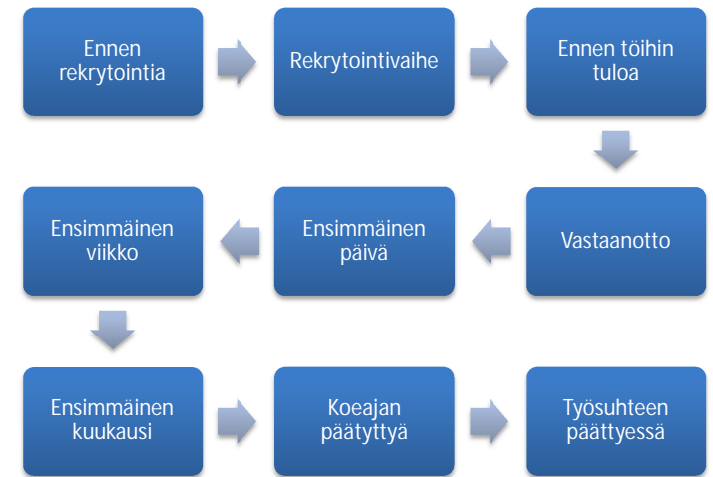 Ennen
rekrytointia
Rekrytointivaihe
Ennen töihin
tuloa
Vastaanotto
Ensimmäinen
päivä
Ensimmäinen
viikko
Ensimmäinen
kuukausi
Koeajan
päätyttyä
Työsuhteen
päättyessä